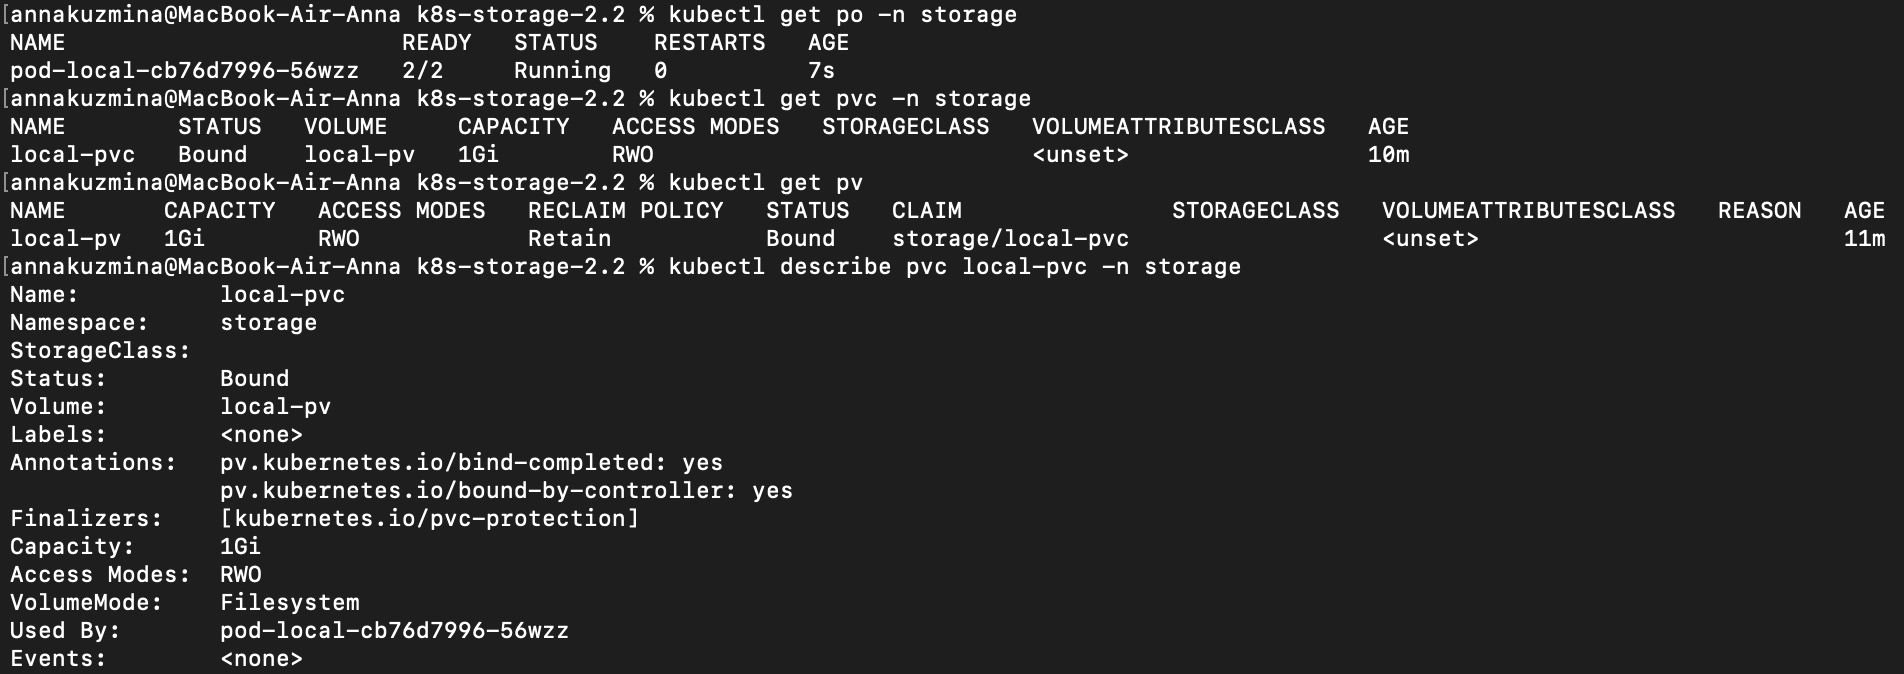 [annakuzmina@MacBook-Air-Anna k8s-storage-2.2 % kubectl get po -n storage
NAME                        READY   STATUS    RESTARTS   AGE
pod-local-cb76d7996-56wzz   2/2     Running   0          7s
[annakuzmina@MacBook-Air-Anna k8s-storage-2.2 % kubectl get pvc -n storage
NAME        STATUS   VOLUME     CAPACITY   ACCESS MODES   STORAGECLASS   VOLUMEATTRIBUTESCLASS   AGE
local-pvc   Bound    local-pv   1Gi        RWO                           <unset>                 10m
[annakuzmina@MacBook-Air-Anna k8s-storage-2.2 % kubectl get pv
NAME       CAPACITY   ACCESS MODES   RECLAIM POLICY   STATUS   CLAIM               STORAGECLASS   VOLUMEATTRIBUTESCLASS   REASON   AGE
local-pv   1Gi        RWO            Retain           Bound    storage/local-pvc                  <unset>                          11m
[annakuzmina@MacBook-Air-Anna k8s-storage-2.2 % kubectl describe pvc local-pvc -n storage
Name:          local-pvc
Namespace:     storage
StorageClass:
Status:        Bound
Volume:        local-pv
Labels:        <none>
Annotations:   pv.kubernetes.io/bind-completed: yes
               pv.kubernetes.io/bound-by-controller: yes
Finalizers:    [kubernetes.io/pvc-protection]
Capacity:      1Gi
Access Modes:  RWO
VolumeMode:    Filesystem
Used By:       pod-local-cb76d7996-56wzz
Events:        <none>